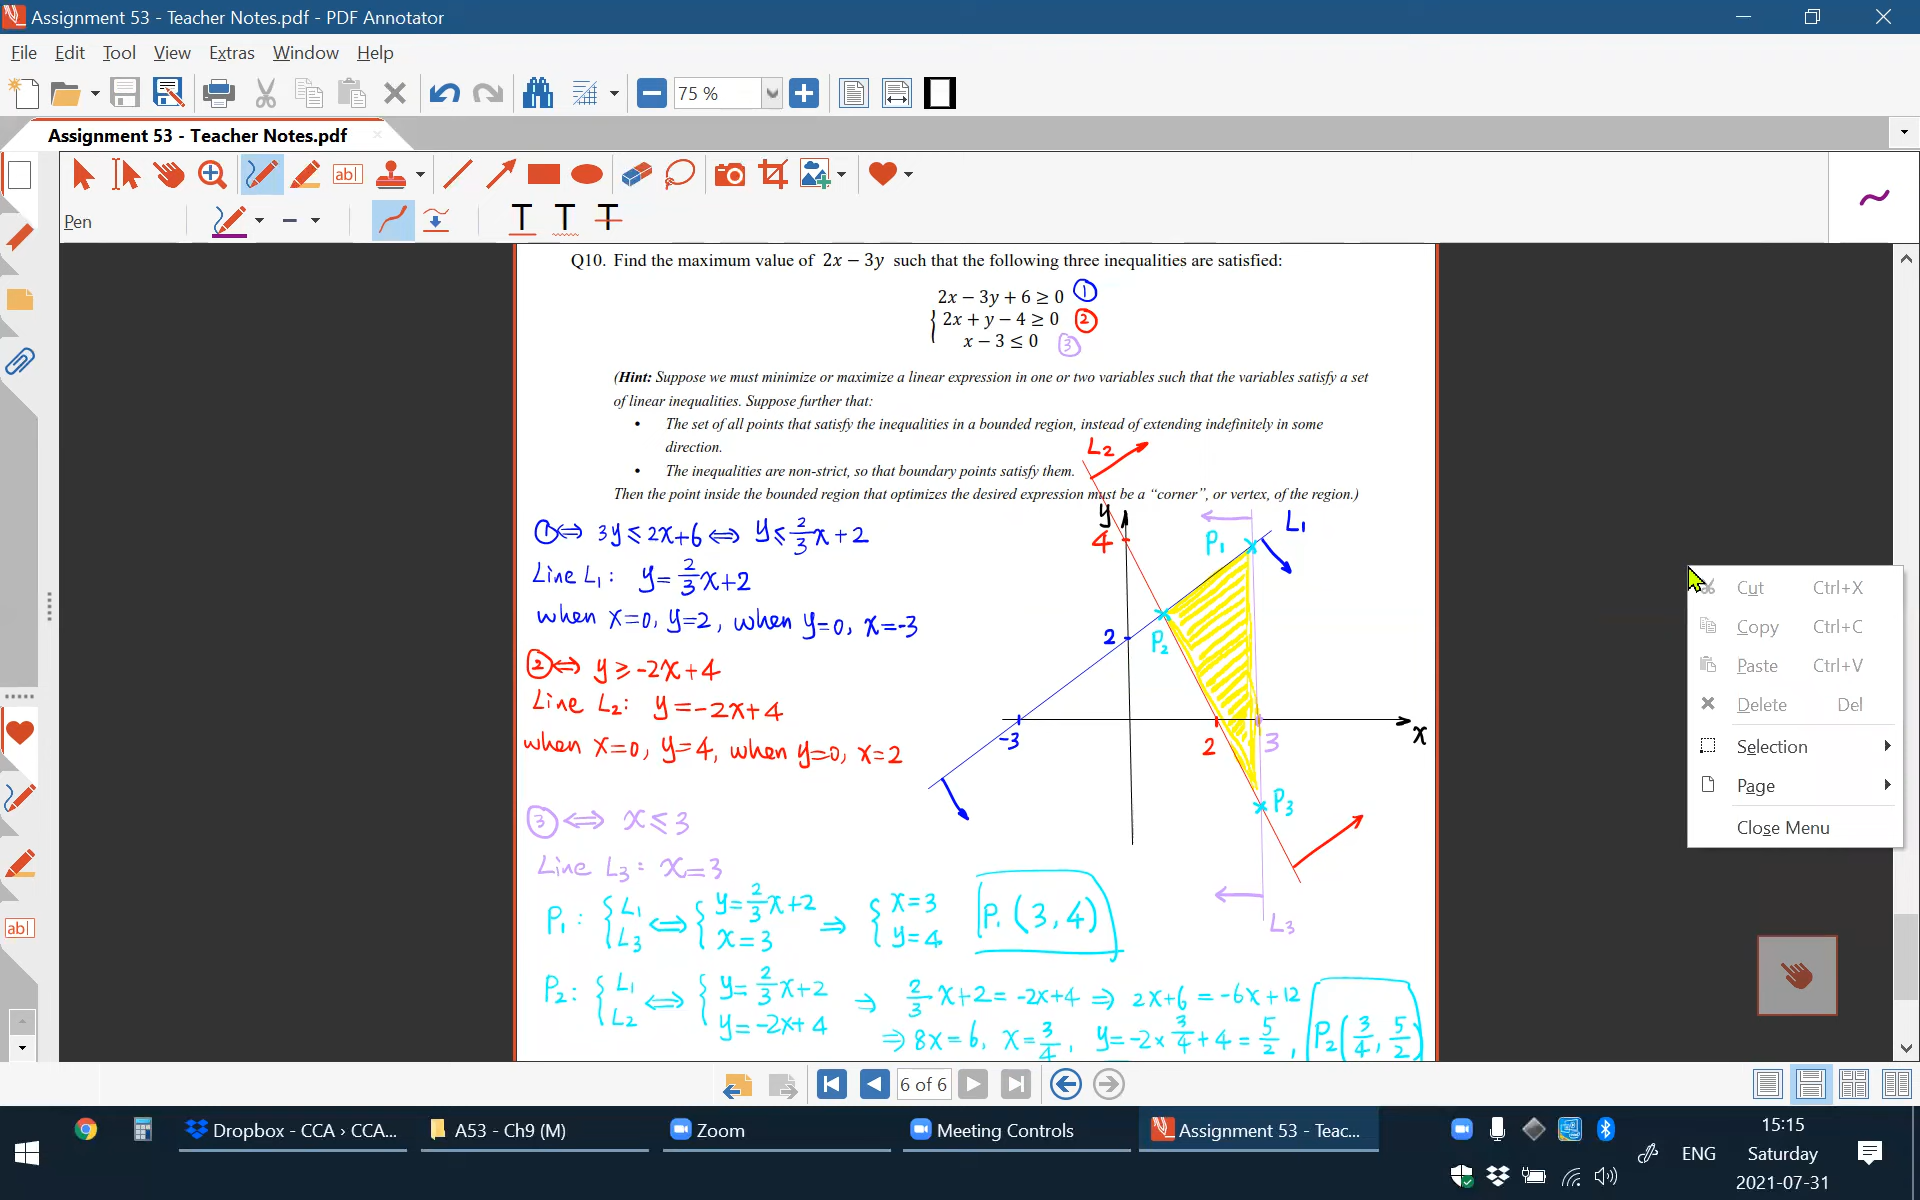 Assignment 53 - Teacher Notes.pdf - PDF Annotator
File Edit Tool View Extras Window Help
75 %
Assignment 53 - Teacher Notes.pdf
ab|
Pen
T T T
Q10. Find the maximum value of 2x − 3y such that the following three inequalities are satisfied:
2x − 3y + 6 ≥ 0 ①
2x + y − 4 ≥ 0 ②
x − 3 ≤ 0 ③
(Hint: Suppose we must minimize or maximize a linear expression in one or two variables such that the variables satisfy a set
of linear inequalities. Suppose further that:
• The set of all points that satisfy the inequalities in a bounded region, instead of extending indefinitely in some
direction.
• The inequalities are non-strict, so that boundary points satisfy them.
Then the point inside the bounded region that optimizes the desired expression must be a “corner”, or vertex, of the region.)
L2
y
4
P1
L1
2
P2
-3
2
3
x
P3
L3
① ⇔ 3y ≤ 2x+6 ⇔ y ≤ 2/3 x + 2
Line L1: y = 2/3 x + 2
when x=0, y=2, when y=0, x=-3
② ⇔ y ≥ -2x+4
Line L2: y = -2x+4
when x=0, y=4, when y=0, x=2
③ ⇔ x ≤ 3
Line L3: x = 3
P1: { L1 L3 ⇔ { y = 2/3 x + 2 x = 3 ⇒ { x = 3 y = 4 P1 (3,4)
P2: { L1 L2 ⇔ { y = 2/3 x + 2 y = -2x+4 ⇒ 2/3 x + 2 = -2x+4 ⇒ 2x+6 = -6x+12
⇒ 8x = 6, x = 3/4, y = -2 × 3/4 + 4 = 5/2, P2 (3/4, 5/2)
Cut Ctrl+X
Copy Ctrl+C
Paste Ctrl+V
Delete Del
Selection
Page
Close Menu
ab|
6 of 6
Dropbox - CCA › CCA...
A53 - Ch9 (M)
Zoom
Meeting Controls
Assignment 53 - Teac...
ENG
15:15
Saturday
2021-07-31